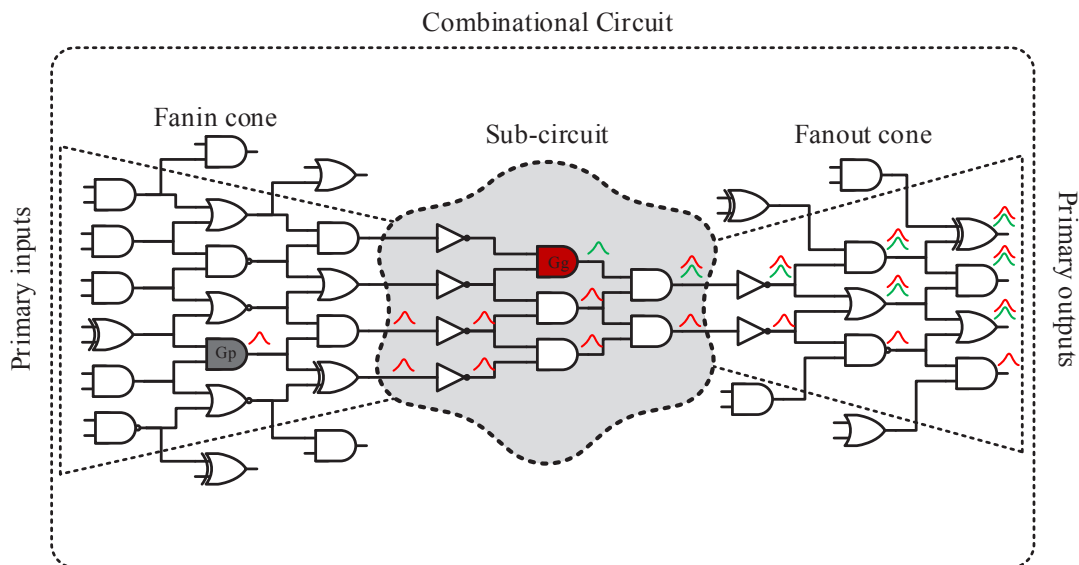 Combinational Circuit
Fanin cone
Sub-circuit
Fanout cone
Primary inputs
Primary outputs
Gg
Gp